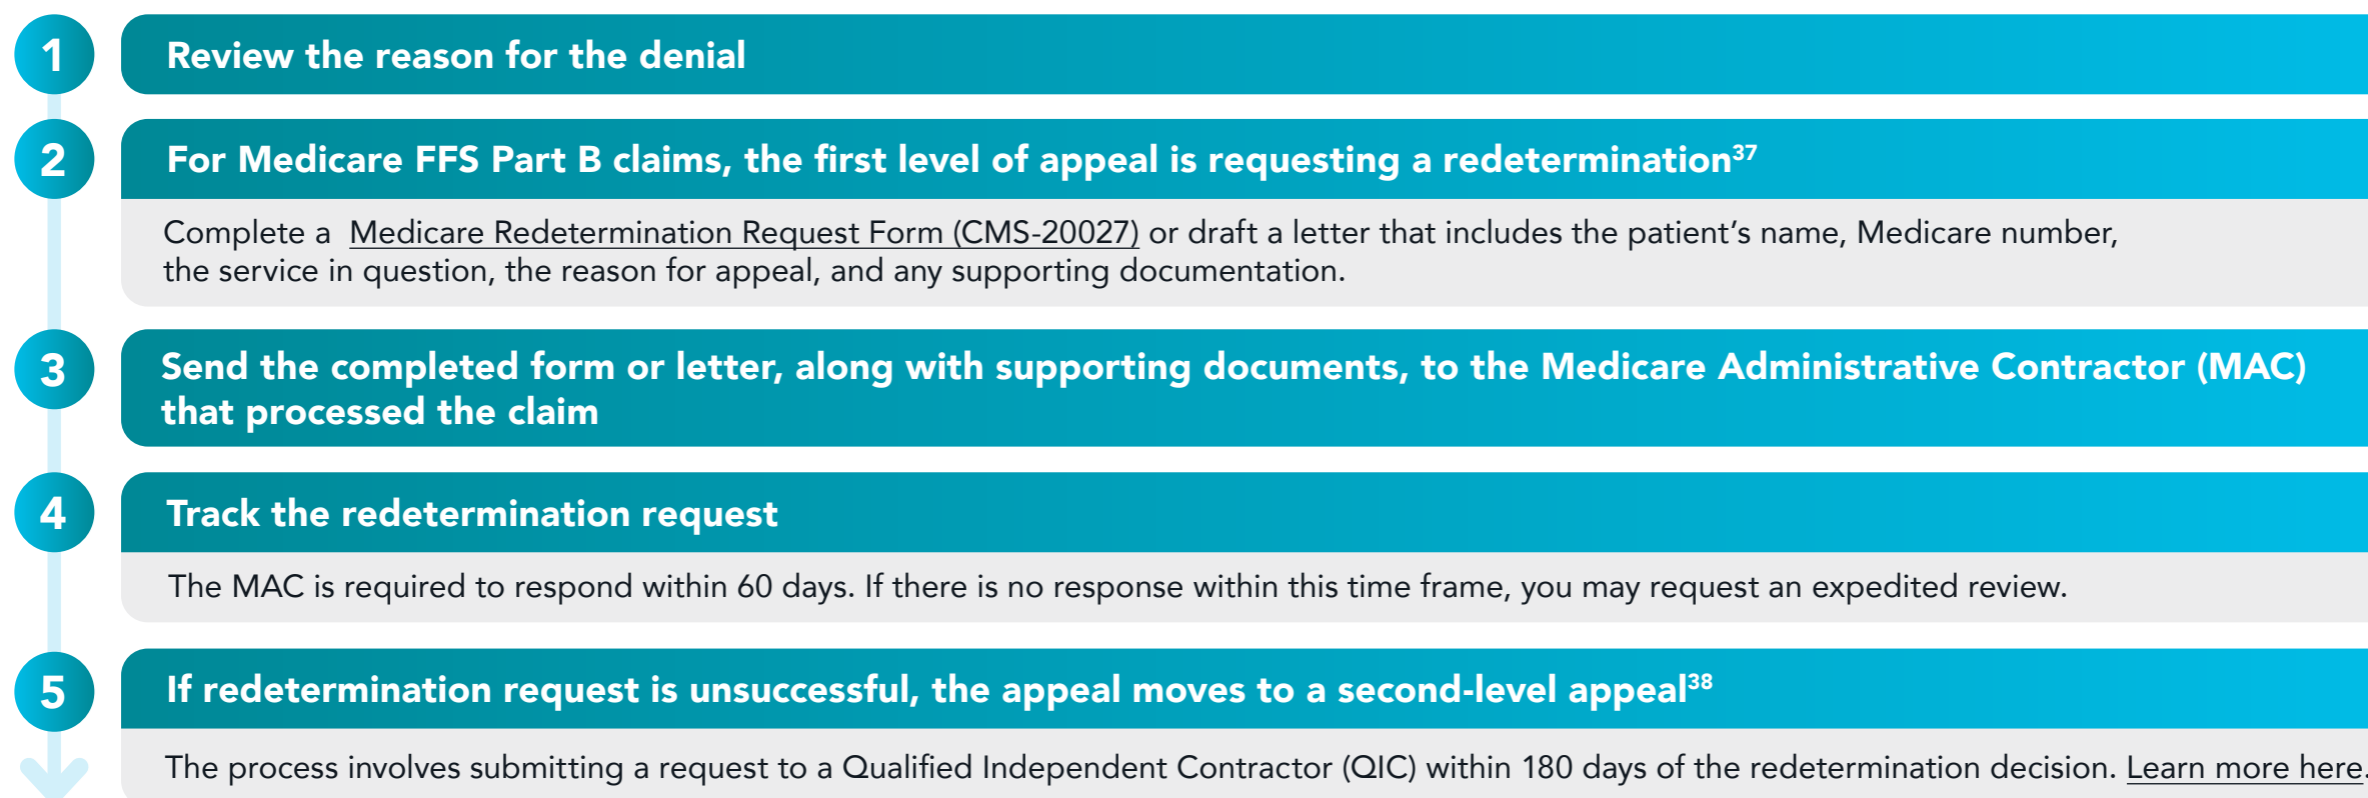 1
Review the reason for the denial
2
For Medicare FFS Part B claims, the first level of appeal is requesting a redetermination³⁷
Complete a Medicare Redetermination Request Form (CMS-20027) or draft a letter that includes the patient’s name, Medicare number,
the service in question, the reason for appeal, and any supporting documentation.
3
Send the completed form or letter, along with supporting documents, to the Medicare Administrative Contractor (MAC)
that processed the claim
4
Track the redetermination request
The MAC is required to respond within 60 days. If there is no response within this time frame, you may request an expedited review.
5
If redetermination request is unsuccessful, the appeal moves to a second-level appeal³⁸
The process involves submitting a request to a Qualified Independent Contractor (QIC) within 180 days of the redetermination decision. Learn more here.